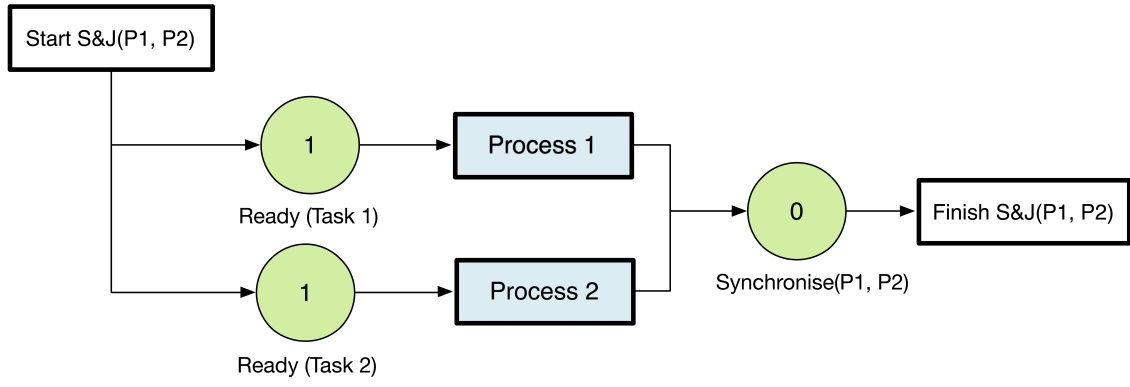 Start S&J(P1, P2)
1
Process 1
Ready (Task 1)
0
Finish S&J(P1, P2)
Synchronise(P1, P2)
1
Process 2
Ready (Task 2)